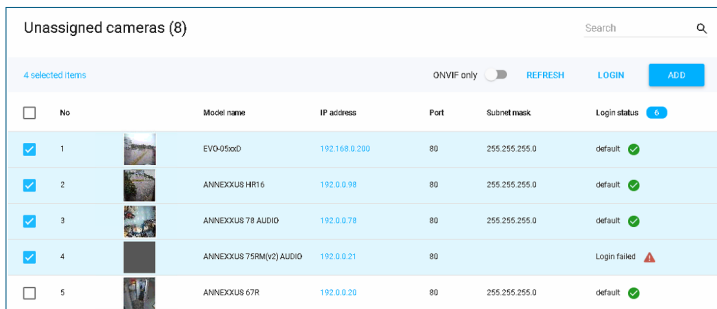 Unassigned cameras (8)
Search
4 selected items
ONVIF only
REFRESH
LOGIN
ADD
No Model name IP address Port Subnet mask Login status 6
1 EVO-05xxD 192.168.0.200 80 255.255.255.0 default
2 ANNEXXUS HR16 192.0.0.98 80 255.255.255.0 default
3 ANNEXXUS 78 AUDIO 192.0.0.78 80 255.255.255.0 default
4 ANNEXXUS 75RM(v2) AUDIO 192.0.0.21 80 Login failed
5 ANNEXXUS 67R 192.0.0.20 80 255.255.255.0 default